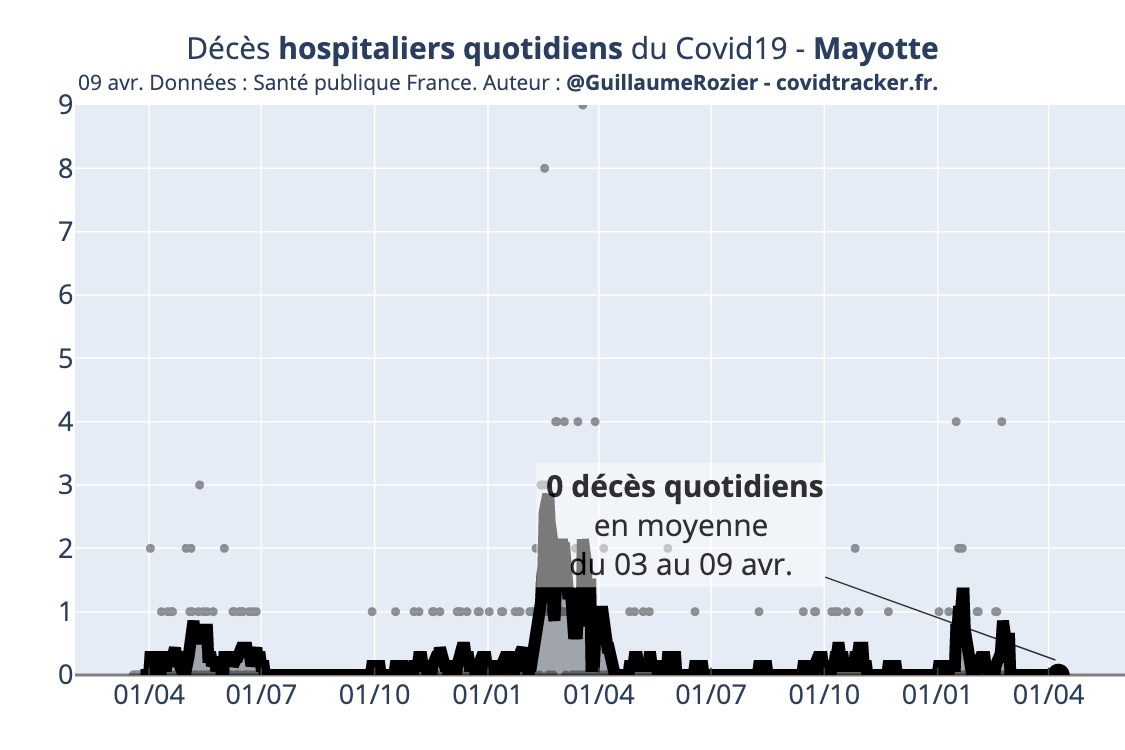 Décès hospitaliers quotidiens du Covid19 - Mayotte
09 avr. Données : Santé publique France. Auteur : @GuillaumeRozier - covidtracker.fr.
9
8
7
6
5
4
3
2
1
0
0 décès quotidiens
en moyenne
du 03 au 09 avr.
01/04 01/07 01/10 01/01 01/04 01/07 01/10 01/01 01/04